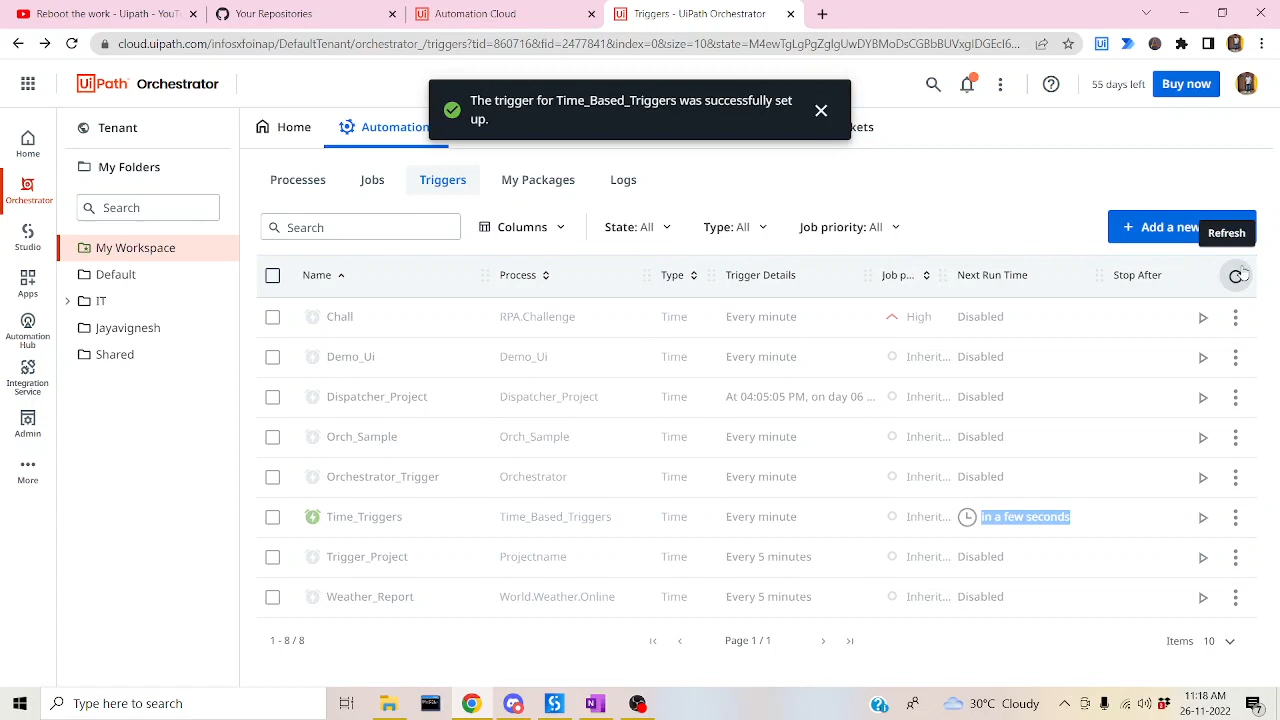 Reboot the work - Uipath - YouT
Your Repositories
Automation Cloud
Triggers - UiPath Orchestrator
cloud.uipath.com/infosxfoinap/DefaultTenant/orchestrator_/triggers?tid=860716&fid=2477841&index=0&size=10&state=M4ewTgLgPgZglgUwDYBMoDsCGBbBUVxgIDGEcI6...
UiPath Orchestrator
55 days left
Buy now
The trigger for Time_Based_Triggers was successfully set up.
Tenant
My Folders
Search
My Workspace
Default
IT
Jayavignesh
Shared
Home
Orchestrator
Studio
Apps
Automation Hub
Integration Service
Admin
More
Home
Automation
Processes
Jobs
Triggers
My Packages
Logs
Search
Columns
State: All
Type: All
Job priority: All
+ Add a new
Refresh
Name Process Type Trigger Details Job p... Next Run Time Stop After
Chall RPA.Challenge Time Every minute High Disabled
Demo_Ui Demo_Ui Time Every minute Inherit... Disabled
Dispatcher_Project Dispatcher_Project Time At 04:05:05 PM, on day 06 ... Inherit... Disabled
Orch_Sample Orch_Sample Time Every minute Inherit... Disabled
Orchestrator_Trigger Orchestrator Time Every minute Inherit... Disabled
Time_Triggers Time_Based_Triggers Time Every minute Inherit... in a few seconds
Trigger_Project Projectname Time Every 5 minutes Inherit... Disabled
Weather_Report World.Weather.Online Time Every 5 minutes Inherit... Disabled
1 - 8 / 8
Page 1 / 1
Items 10
Type here to search
30°C Cloudy
11:18 AM
26-11-2022
7